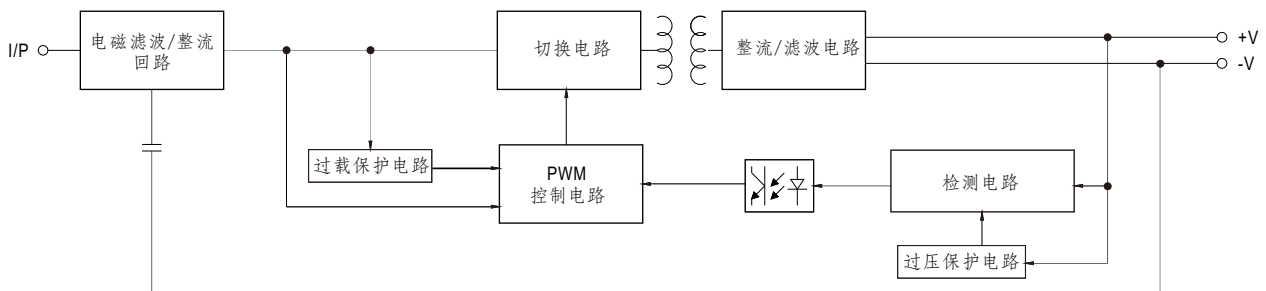 I/P
电磁滤波/整流
回路
切换电路
整流/滤波电路
+V
-V
过载保护电路
PWM
控制电路
检测电路
过压保护电路